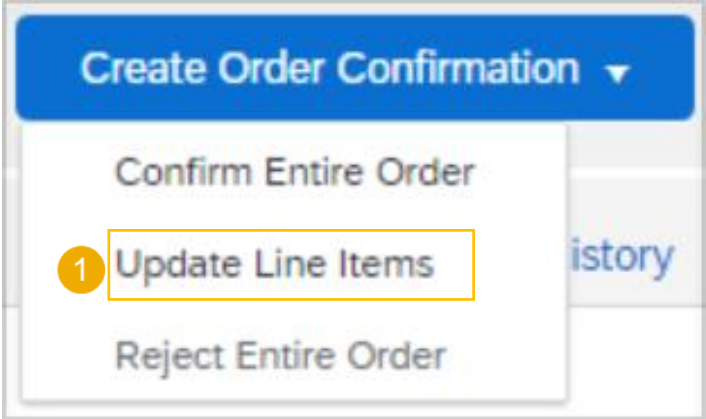 Create Order Confirmation
Confirm Entire Order
1 Update Line Items
istory
Reject Entire Order